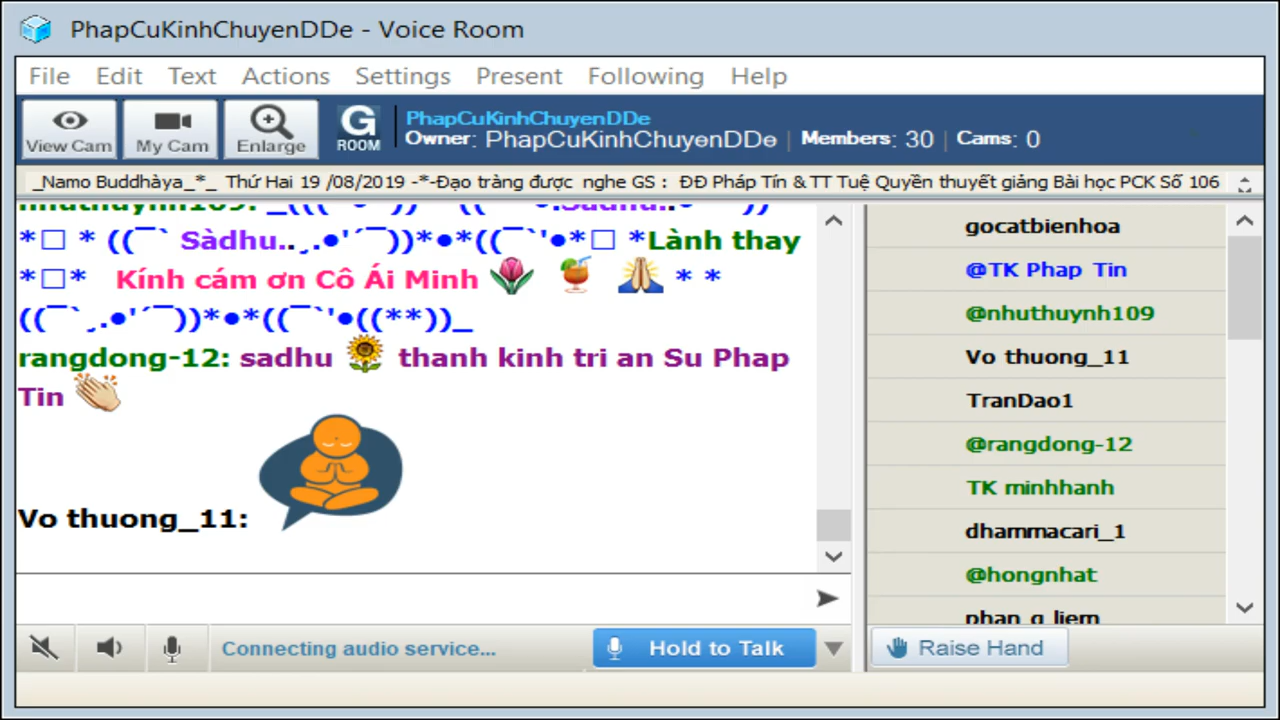 PhapCuKinhChuyenDDe - Voice Room
File Edit Text Actions Settings Present Following Help
View Cam My Cam Enlarge G ROOM
PhapCuKinhChuyenDDe
Owner: PhapCuKinhChuyenDDe | Members: 30 | Cams: 0
_Namo Buddhàya_*_ Thứ Hai 19 /08/2019 -*-Đạo tràng được nghe GS : ĐĐ Pháp Tín & TT Tuệ Quyền thuyết giảng Bài học PCK Số 106
nhuthuynh109: _(((¯`•´¯))*•*((¯`'•.Sàdhu..•´¯))
*□ * ((¯` Sàdhu..¸.•'´¯))*•*((¯`'•*□ *Lành thay
*□* Kính cám ơn Cô Ái Minh 🌷 🍹 🙏 * *
((¯`¸.•'´¯))*•*((¯`'•((**))_
rangdong-12: sadhu 🌻 thanh kinh tri an Su Phap
Tin 👏
Vo thuong_11:
gocatbienhoa
@TK Phap Tin
@nhuthuynh109
Vo thuong_11
TranDao1
@rangdong-12
TK minhhanh
dhammacari_1
@hongnhat
phan_q_liem
Connecting audio service...
Hold to Talk
Raise Hand